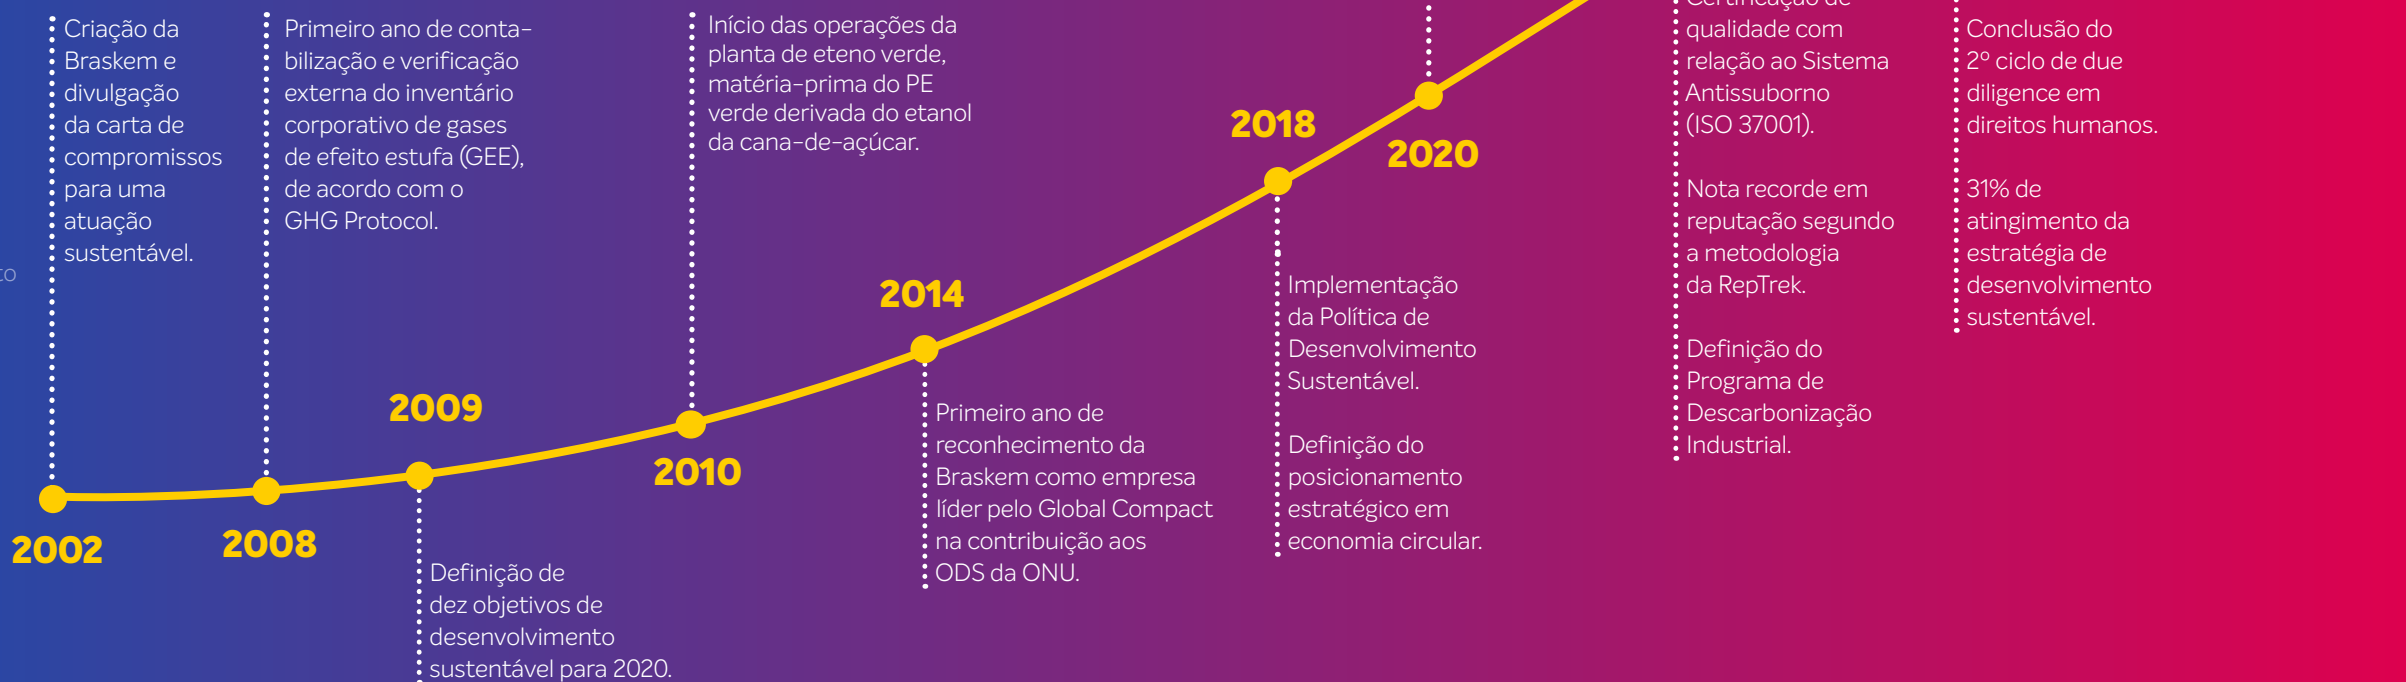 Criação da
Braskem e
divulgação
da carta de
compromissos
para uma
atuação
sustentável.
2002
Primeiro ano de conta-
bilização e verificação
externa do inventário
corporativo de gases
de efeito estufa (GEE),
de acordo com o
GHG Protocol.
2008
2009
Definição de
dez objetivos de
desenvolvimento
sustentável para 2020.
Início das operações da
planta de eteno verde,
matéria-prima do PE
verde derivada do etanol
da cana-de-açúcar.
2010
2014
Primeiro ano de
reconhecimento da
Braskem como empresa
líder pelo Global Compact
na contribuição aos
ODS da ONU.
2018
Implementação
da Política de
Desenvolvimento
Sustentável.
Definição do
posicionamento
estratégico em
economia circular.
2020
Certificação de
qualidade com
relação ao Sistema
Antissuborno
(ISO 37001).
Nota recorde em
reputação segundo
a metodologia
da RepTrek.
Definição do
Programa de
Descarbonização
Industrial.
Conclusão do
2º ciclo de due
diligence em
direitos humanos.
31% de
atingimento da
estratégia de
desenvolvimento
sustentável.